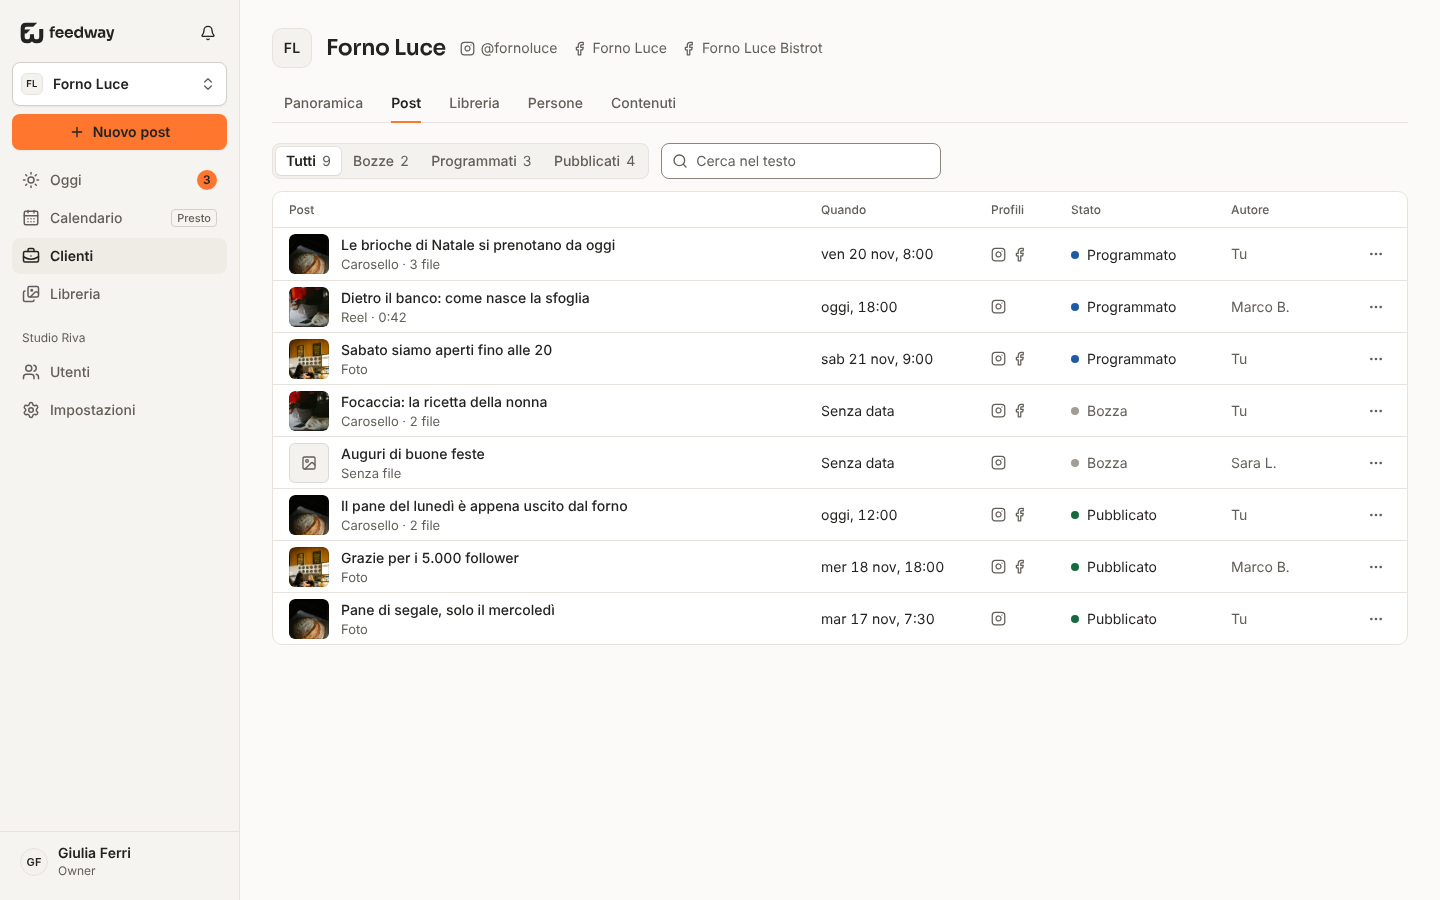 feedway
FL Forno Luce
Nuovo post
Oggi 3
Calendario Presto
Clienti
Libreria
Studio Riva
Utenti
Impostazioni
GF Giulia Ferri
Owner
FL Forno Luce @fornoluce Forno Luce Forno Luce Bistrot
Panoramica Post Libreria Persone Contenuti
Tutti 9 Bozze 2 Programmati 3 Pubblicati 4 Cerca nel testo
Post Quando Profili Stato Autore
Le brioche di Natale si prenotano da oggi
Carosello · 3 file
ven 20 nov, 8:00 Programmato Tu
Dietro il banco: come nasce la sfoglia
Reel · 0:42
oggi, 18:00 Programmato Marco B.
Sabato siamo aperti fino alle 20
Foto
sab 21 nov, 9:00 Programmato Tu
Focaccia: la ricetta della nonna
Carosello · 2 file
Senza data Bozza Tu
Auguri di buone feste
Senza file
Senza data Bozza Sara L.
Il pane del lunedì è appena uscito dal forno
Carosello · 2 file
oggi, 12:00 Pubblicato Tu
Grazie per i 5.000 follower
Foto
mer 18 nov, 18:00 Pubblicato Marco B.
Pane di segale, solo il mercoledì
Foto
mar 17 nov, 7:30 Pubblicato Tu